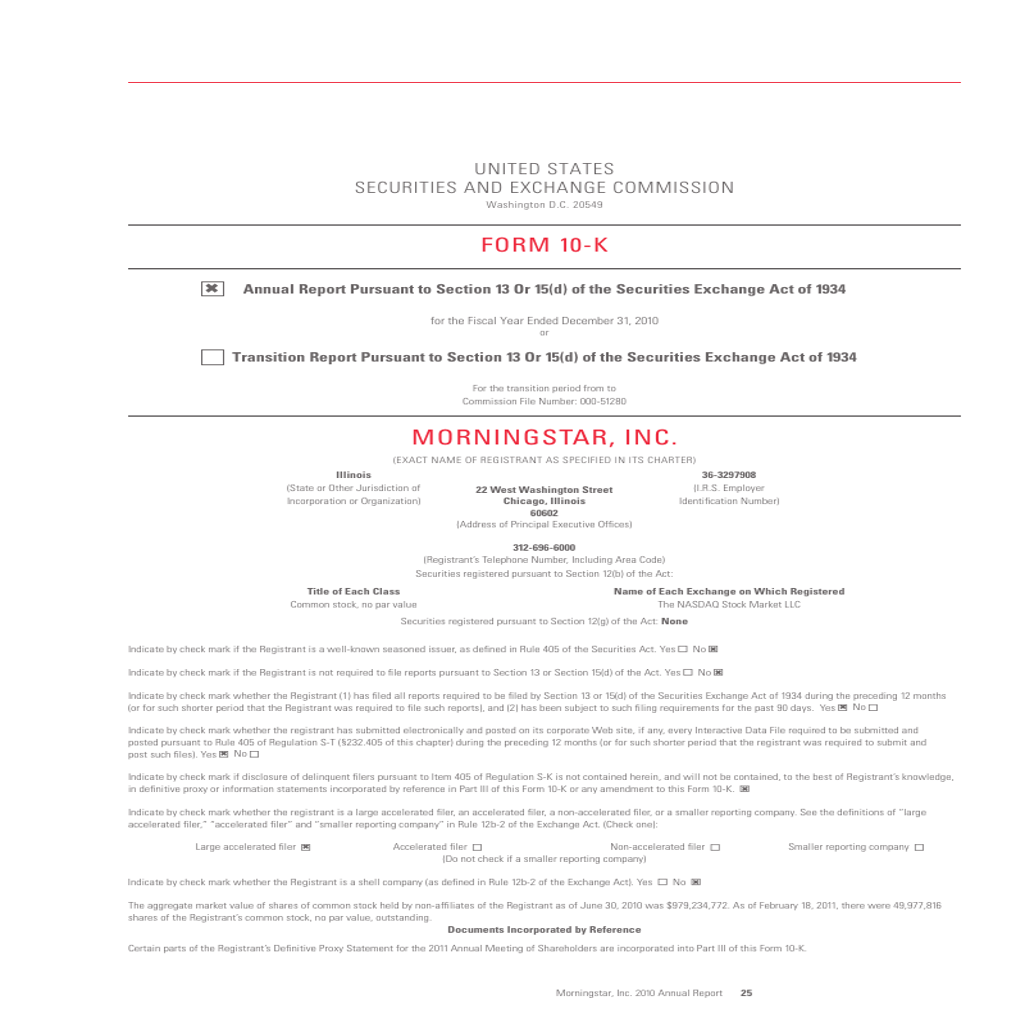 UNITED STATES
SECURITIES AND EXCHANGE COMMISSION
Washington D.C. 20549
FORM 10-K
Annual Report Pursuant to Section 13 Or 15(d) of the Securities Exchange Act of 1934
for the Fiscal Year Ended December 31, 2010
or
Transition Report Pursuant to Section 13 Or 15(d) of the Securities Exchange Act of 1934
For the transition period from to
Commission File Number: 000-51280
MORNINGSTAR, INC.
(EXACT NAME OF REGISTRANT AS SPECIFIED IN ITS CHARTER)
Illinois
(State or Other Jurisdiction of
Incorporation or Organization)
22 West Washington Street
Chicago, Illinois
60602
(Address of Principal Executive Offices)
36-3297908
(I.R.S. Employer
Identification Number)
312-696-6000
(Registrant's Telephone Number, Including Area Code)
Securities registered pursuant to Section 12(b) of the Act:
Title of Each Class Name of Each Exchange on Which Registered
Common stock, no par value The NASDAQ Stock Market LLC
Securities registered pursuant to Section 12(g) of the Act: None
Indicate by check mark if the Registrant is a well-known seasoned issuer, as defined in Rule 405 of the Securities Act. Yes ☐ No ☒
Indicate by check mark if the Registrant is not required to file reports pursuant to Section 13 or Section 15(d) of the Act. Yes ☐ No ☒
Indicate by check mark whether the Registrant (1) has filed all reports required to be filed by Section 13 or 15(d) of the Securities Exchange Act of 1934 during the preceding 12 months
(or for such shorter period that the Registrant was required to file such reports), and (2) has been subject to such filing requirements for the past 90 days. Yes ☒ No ☐
Indicate by check mark whether the registrant has submitted electronically and posted on its corporate Web site, if any, every Interactive Data File required to be submitted and
posted pursuant to Rule 405 of Regulation S-T (§232.405 of this chapter) during the preceding 12 months (or for such shorter period that the registrant was required to submit and
post such files). Yes ☒ No ☐
Indicate by check mark if disclosure of delinquent filers pursuant to Item 405 of Regulation S-K is not contained herein, and will not be contained, to the best of Registrant's knowledge,
in definitive proxy or information statements incorporated by reference in Part III of this Form 10-K or any amendment to this Form 10-K. ☒
Indicate by check mark whether the registrant is a large accelerated filer, an accelerated filer, a non-accelerated filer, or a smaller reporting company. See the definitions of "large
accelerated filer," "accelerated filer" and "smaller reporting company" in Rule 12b-2 of the Exchange Act. (Check one):
Large accelerated filer ☒ Accelerated filer ☐ Non-accelerated filer ☐ Smaller reporting company ☐
(Do not check if a smaller reporting company)
Indicate by check mark whether the Registrant is a shell company (as defined in Rule 12b-2 of the Exchange Act). Yes ☐ No ☒
The aggregate market value of shares of common stock held by non-affiliates of the Registrant as of June 30, 2010 was $979,234,772. As of February 18, 2011, there were 49,977,816
shares of the Registrant's common stock, no par value, outstanding.
Documents Incorporated by Reference
Certain parts of the Registrant's Definitive Proxy Statement for the 2011 Annual Meeting of Shareholders are incorporated into Part III of this Form 10-K.
Morningstar, Inc. 2010 Annual Report 25